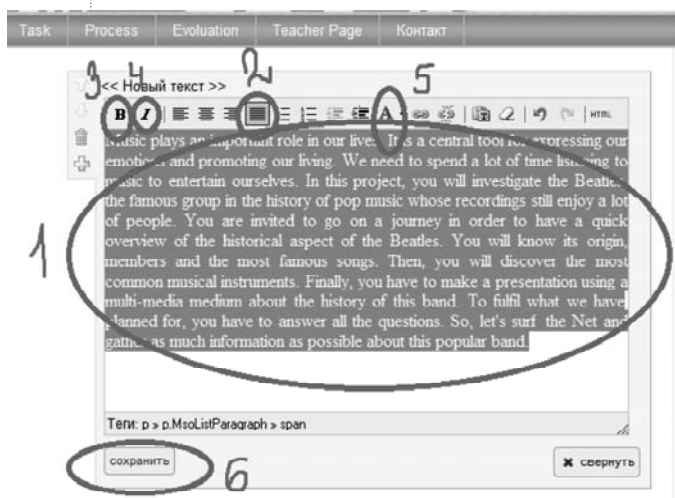 Task Process Evoluation Teacher Page Контакт
3 4 2 5
<< Новый текст >>
B I A HTML
Music plays an important role in our lives. It is a central tool for expressing our
emotions and promoting our living. We need to spend a lot of time listening to
music to entertain ourselves. In this project, you will investigate the Beatles,
the famous group in the history of pop music whose recordings still enjoy a lot
of people. You are invited to go on a journey in order to have a quick
overview of the historical aspect of the Beatles. You will know its origin,
1
members and the most famous songs. Then, you will discover the most
common musical instruments. Finally, you have to make a presentation using a
multi-media medium about the history of this band. To fulfil what we have
planned for, you have to answer all the questions. So, let's surf the Net and
gather as much information as possible about this popular band.
Теги: p » p.MsoListParagraph » span
сохранить 6 свернуть